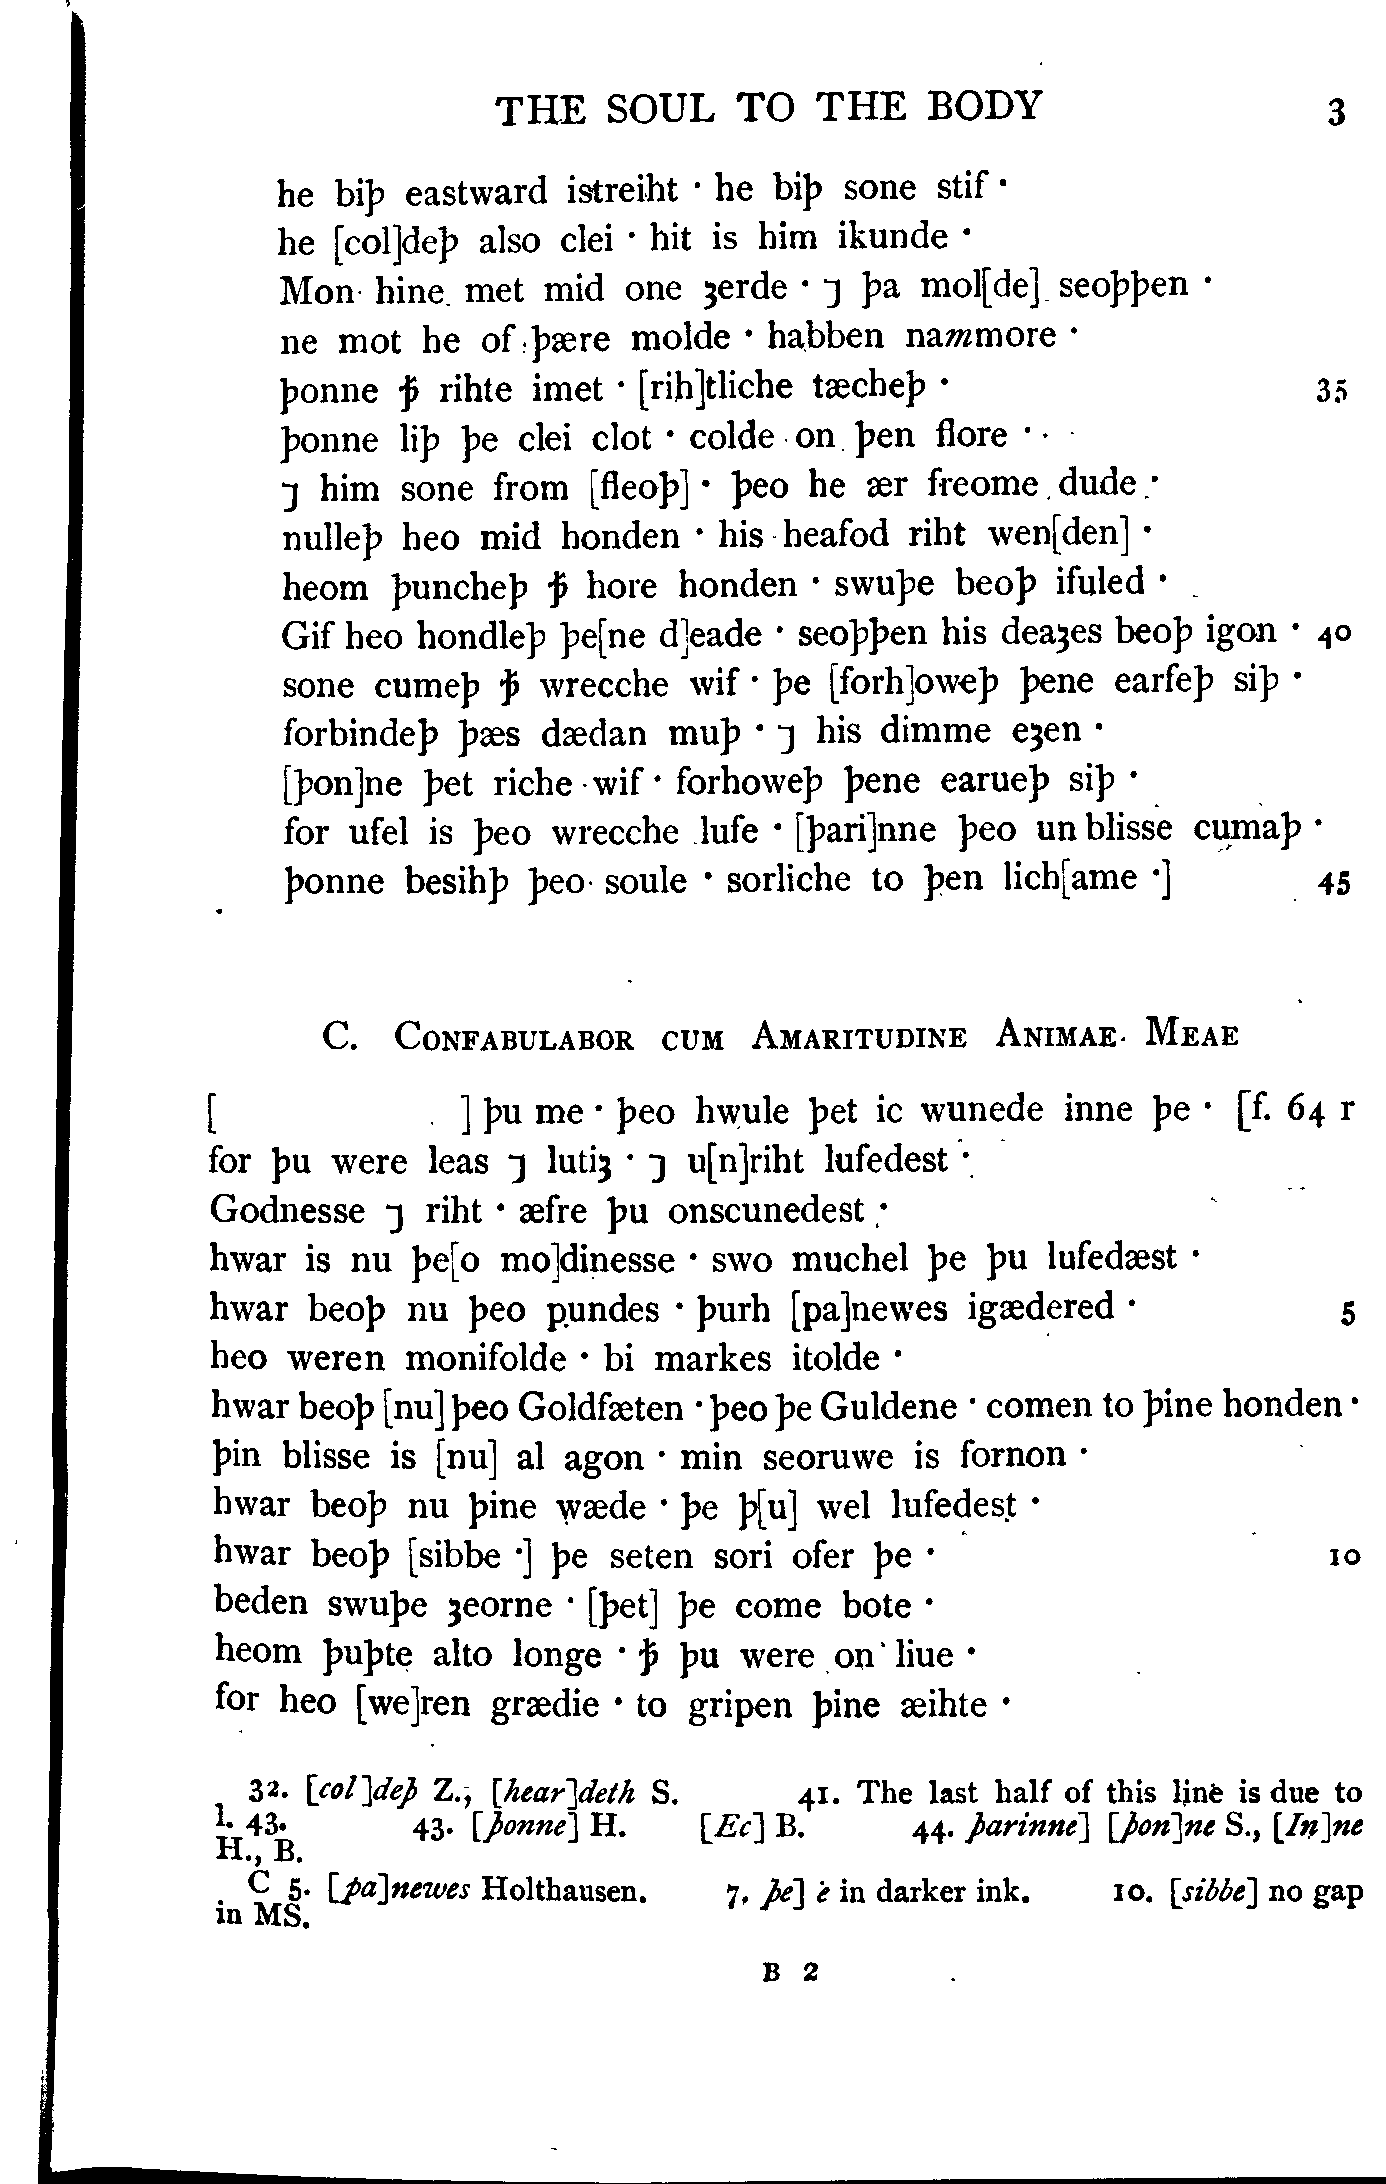 THE SOUL TO THE BODY 3
he biþ eastward istreiht · he biþ sone stif ·
he [col]deþ also clei · hit is him ikunde ·
Mon hine met mid one ȝerde · ⁊ þa mol[de] seoþþen ·
ne mot he of þære molde · habben nammore ·
þonne ꝥ rihte imet · [rih]tliche tæcheþ · 35
þonne liþ þe clei clot · colde on þen flore ·
⁊ him sone from [fleoþ] · þeo he ær freome dude ·
nulleþ heo mid honden · his heafod riht wen[den] ·
heom þuncheþ ꝥ hore honden · swuþe beoþ ifuled ·
Gif heo hondleþ þe[ne d]eade · seoþþen his deaȝes beoþ igon · 40
sone cumeþ ꝥ wrecche wif · þe [forh]oweþ þene earfeþ siþ ·
forbindeþ þæs dædan muþ · ⁊ his dimme eȝen ·
[þon]ne þet riche wif · forhoweþ þene earueþ siþ ·
for ufel is þeo wrecche lufe · [þari]nne þeo un blisse cumaþ ·
þonne besihþ þeo soule · sorliche to þen lich[ame ·] 45
C. CONFABULABOR CUM AMARITUDINE ANIMAE MEAE
[ ] þu me · þeo hwule þet ic wunede inne þe · [f. 64 r
for þu were leas ⁊ lutiȝ · ⁊ u[n]riht lufedest ·
Godnesse ⁊ riht · æfre þu onscunedest ·
hwar is nu þe[o mo]dinesse · swo muchel þe þu lufedæst ·
hwar beoþ nu þeo pundes · þurh [pa]newes igædered · 5
heo weren monifolde · bi markes itolde ·
hwar beoþ [nu] þeo Goldfæten · þeo þe Guldene · comen to þine honden ·
þin blisse is [nu] al agon · min seoruwe is fornon ·
hwar beoþ nu þine wæde · þe þ[u] wel lufedest ·
hwar beoþ [sibbe ·] þe seten sori ofer þe · 10
beden swuþe ȝeorne · [þet] þe come bote ·
heom þuþte alto longe · ꝥ þu were on liue ·
for heo [we]ren grædie · to gripen þine æihte ·
32. [col]deþ Z., [hear]deth S. 41. The last half of this line is due to
l. 43. 43. [þonne] H. [Ec] B. 44. þarinne] [þon]ne S., [In]ne
H., B.
C 5. [pa]newes Holthausen. 7, þe] e in darker ink. 10. [sibbe] no gap
in MS.
B 2